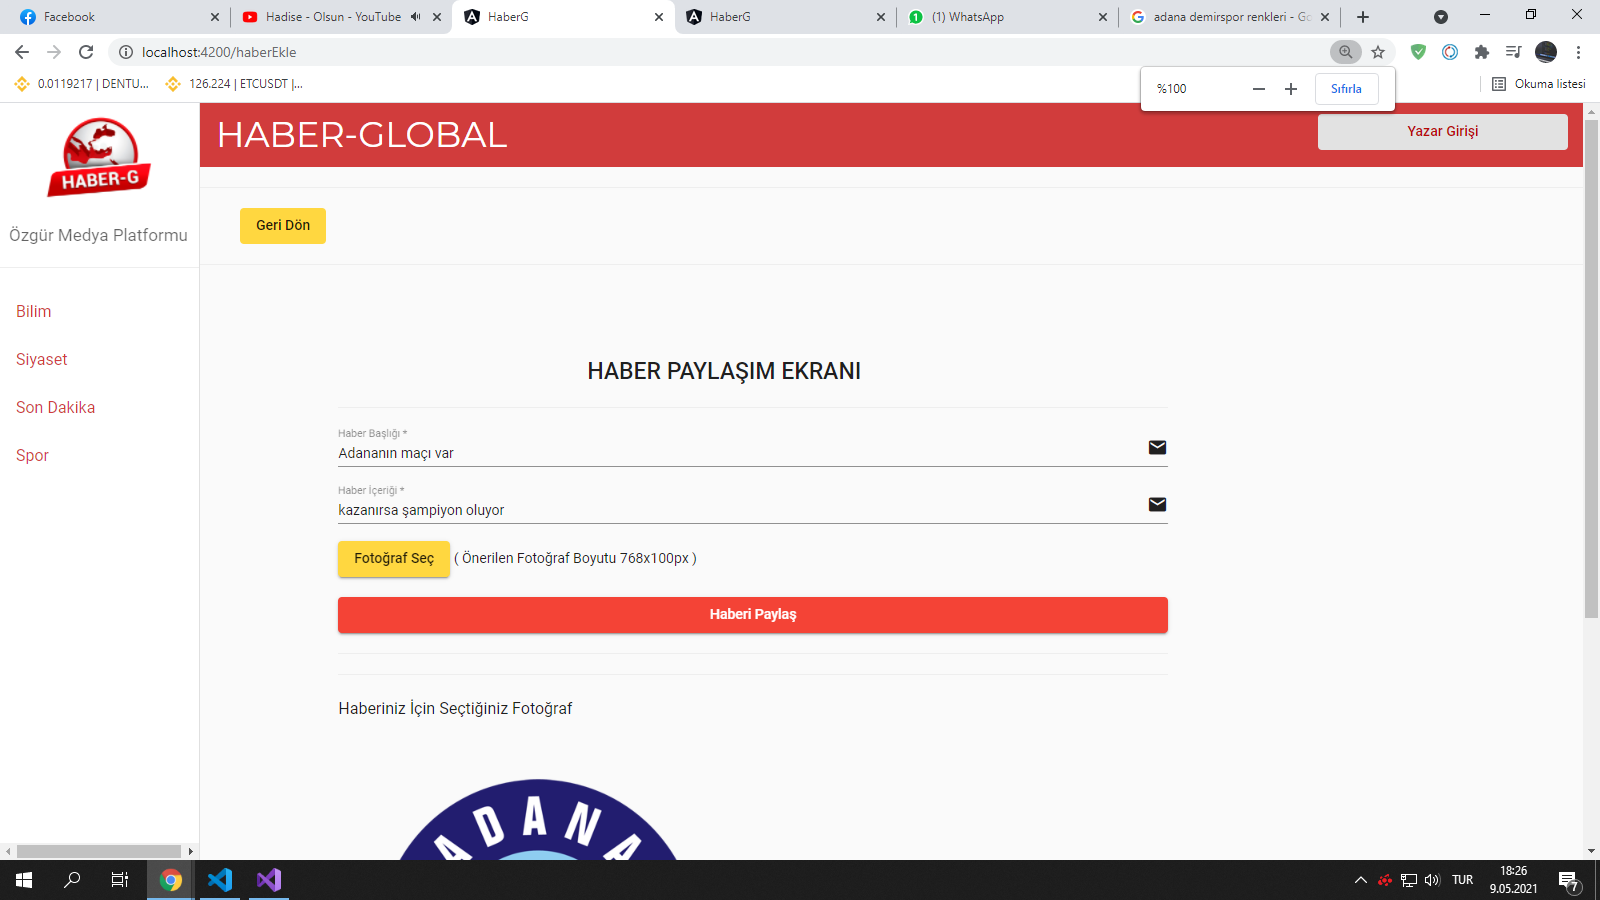 Facebook
Hadise - Olsun - YouTube
HaberG
HaberG
(1) WhatsApp
adana demirspor renkleri - Go
localhost:4200/haberEkle
0.0119217 | DENTU...
126.224 | ETCUSDT |...
Okuma listesi
%100
Sıfırla
HABER-G
Özgür Medya Platformu
Bilim
Siyaset
Son Dakika
Spor
HABER-GLOBAL
Yazar Girişi
Geri Dön
HABER PAYLAŞIM EKRANI
Haber Başlığı *
Adananın maçı var
Haber İçeriği *
kazanırsa şampiyon oluyor
Fotoğraf Seç ( Önerilen Fotoğraf Boyutu 768x100px )
Haberi Paylaş
Haberiniz İçin Seçtiğiniz Fotoğraf
ADANA
TUR
18:26
9.05.2021
7